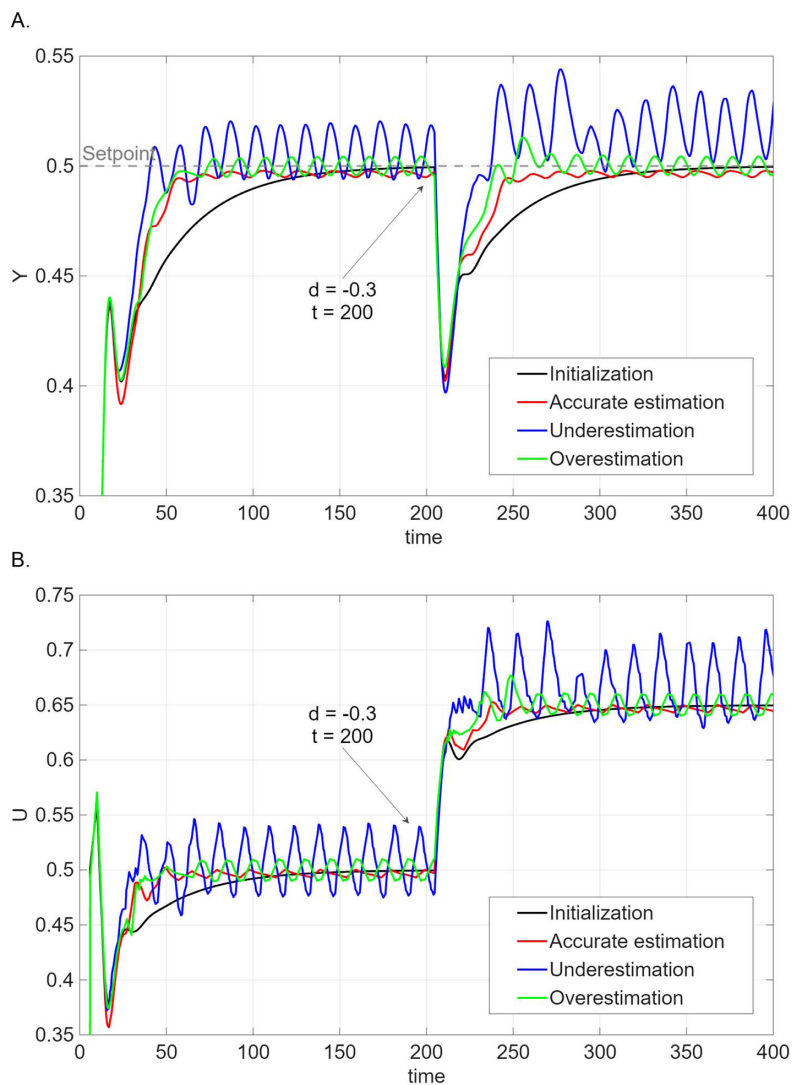 A.
0.55
0.5
0.45
0.4
0.35
Y
Setpoint
d = -0.3
t = 200
Initialization
Accurate estimation
Underestimation
Overestimation
0 50 100 150 200 250 300 350 400
time
B.
0.75
0.7
0.65
0.6
0.55
0.5
0.45
0.4
0.35
U
d = -0.3
t = 200
Initialization
Accurate estimation
Underestimation
Overestimation
0 50 100 150 200 250 300 350 400
time